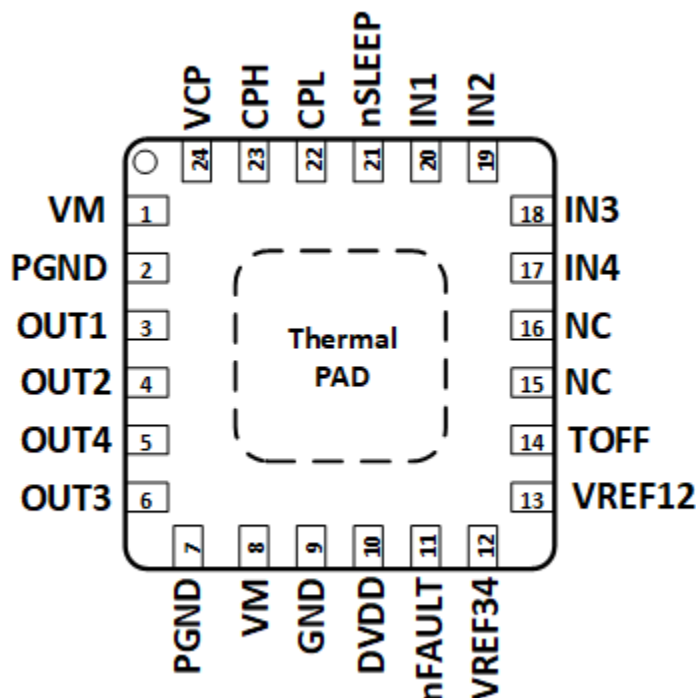 VCP
CPH
CPL
nSLEEP
IN1
IN2
24
23
22
21
20
19
VM 1
18 IN3
PGND 2
17 IN4
OUT1 3
16 NC
OUT2 4
15 NC
OUT4 5
14 TOFF
OUT3 6
13 VREF12
Thermal
PAD
7
8
9
10
11
12
PGND
VM
GND
DVDD
nFAULT
VREF34